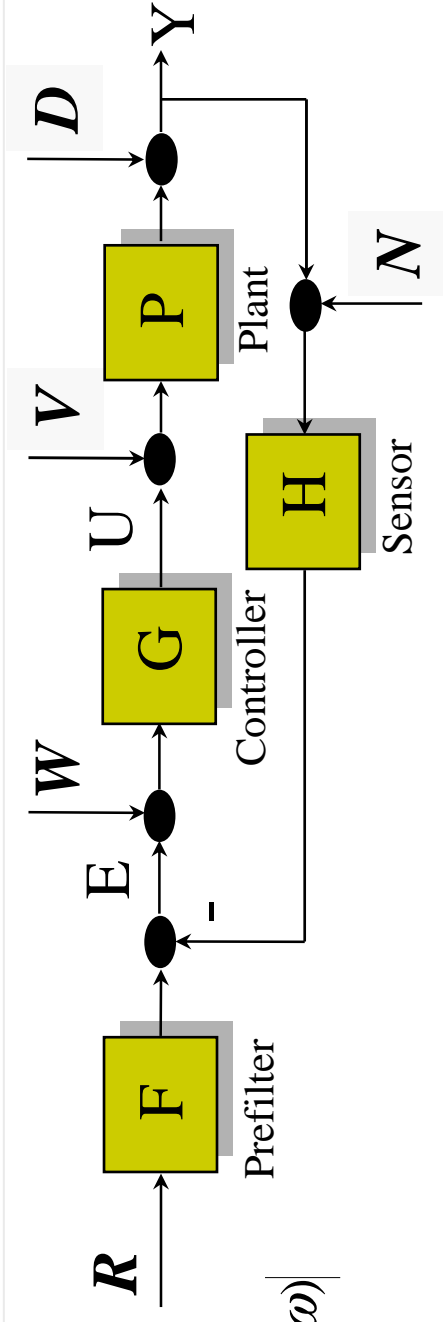 R
F
Prefilter
E
W
G
Controller
U
V
P
Plant
D
Y
-
H
Sensor
N
ω)|